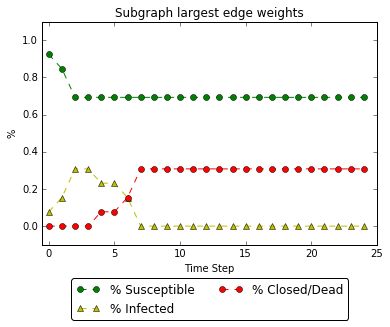 Subgraph largest edge weights
1.0
0.8
0.6
0.4
0.2
0.0
%
0 5 10 15 20 25
Time Step
% Susceptible % Closed/Dead
% Infected